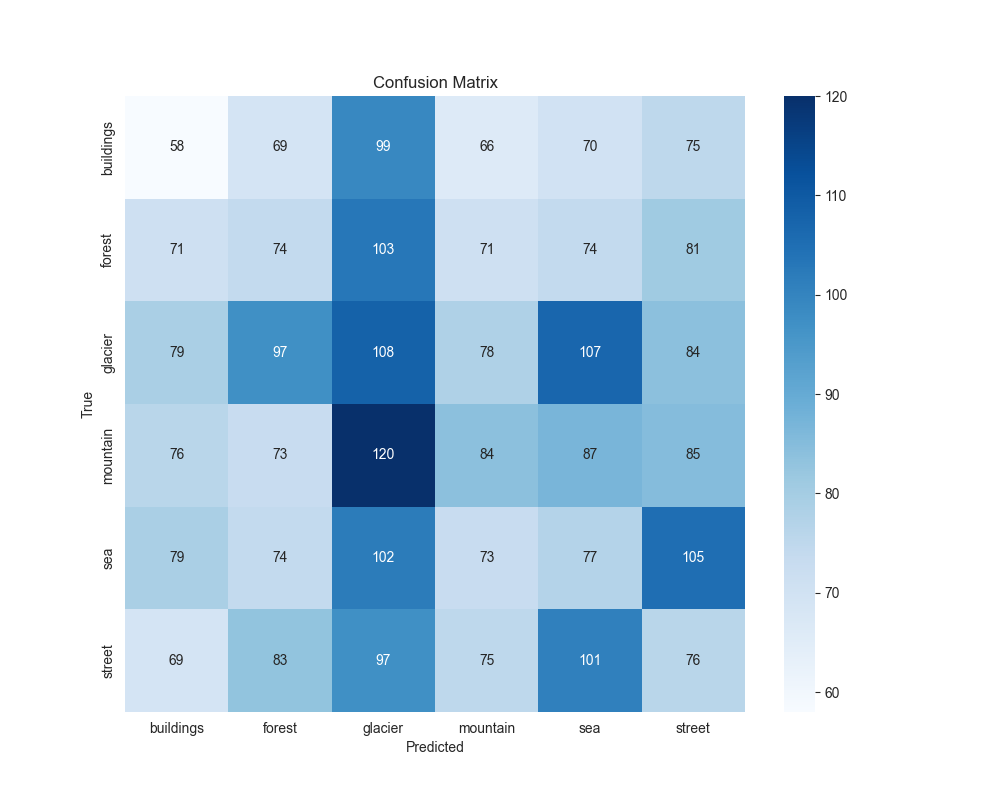 Confusion Matrix
buildings 58 69 99 66 70 75
forest 71 74 103 71 74 81
glacier 79 97 108 78 107 84
mountain 76 73 120 84 87 85
sea 79 74 102 73 77 105
street 69 83 97 75 101 76
True
buildings forest glacier mountain sea street
Predicted
120
110
100
90
80
70
60